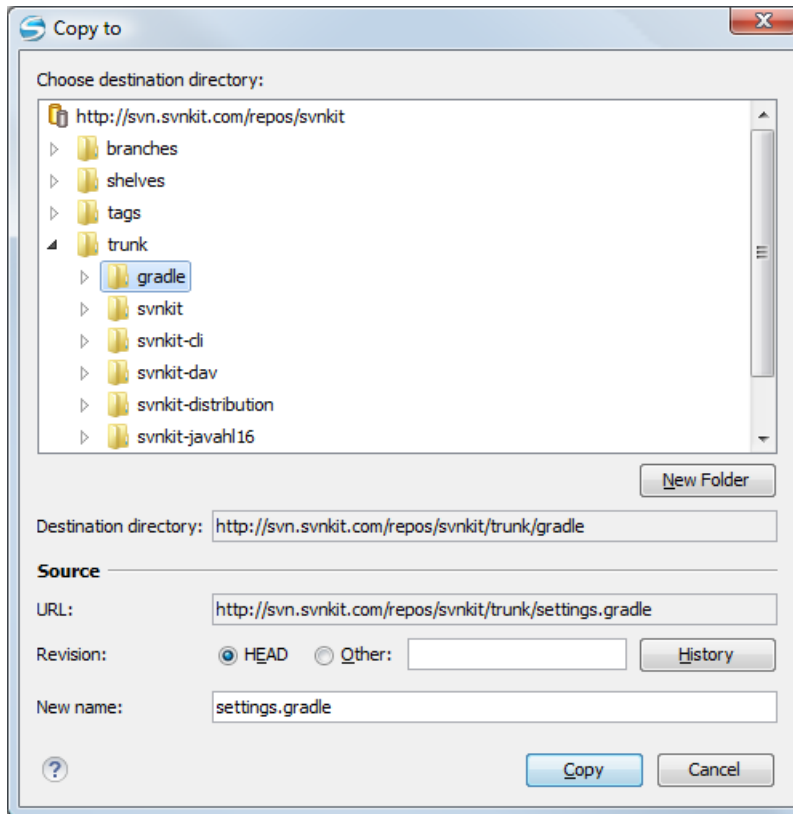 Copy to
Choose destination directory:
http://svn.svnkit.com/repos/svnkit
branches
shelves
tags
trunk
gradle
svnkit
svnkit-cli
svnkit-dav
svnkit-distribution
svnkit-javahl16
New Folder
Destination directory: http://svn.svnkit.com/repos/svnkit/trunk/gradle
Source
URL: http://svn.svnkit.com/repos/svnkit/trunk/settings.gradle
Revision: HEAD Other: History
New name: settings.gradle
? Copy Cancel